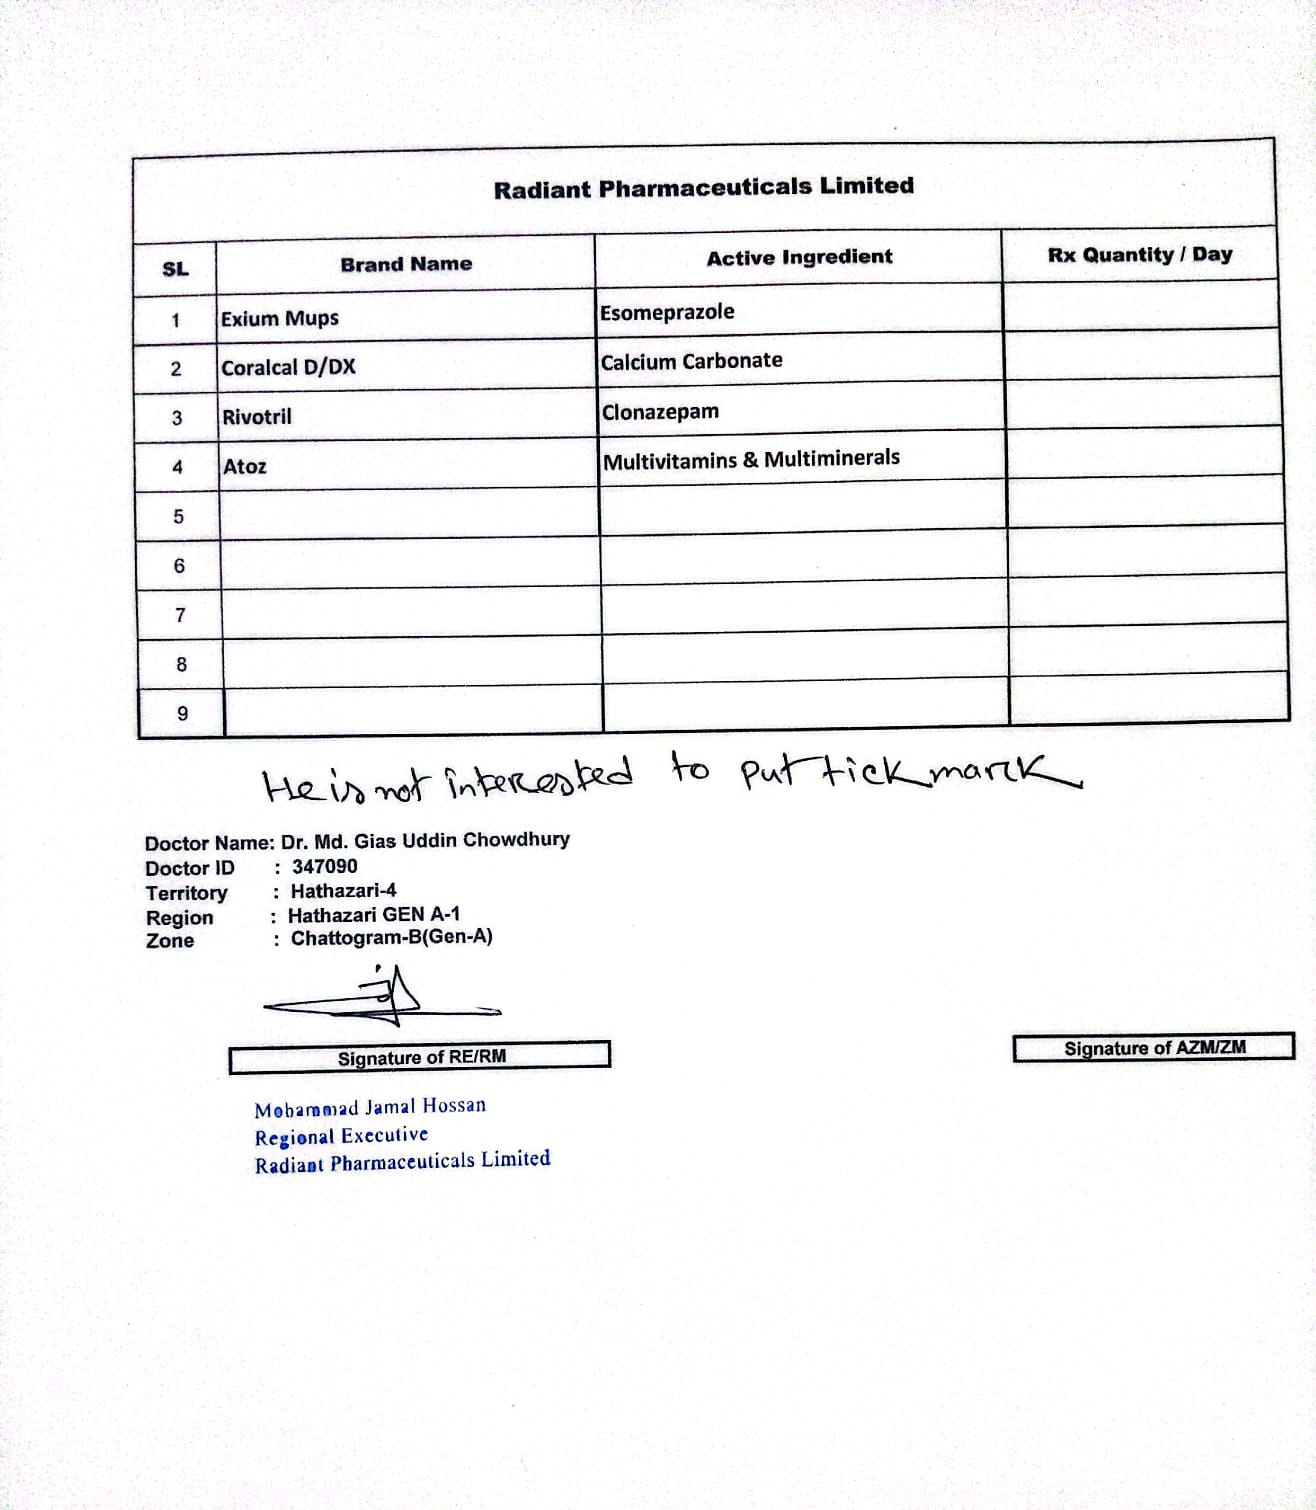 Radiant Pharmaceuticals Limited
SL Brand Name Active Ingredient Rx Quantity / Day
1 Exium Mups Esomeprazole
2 Coralcal D/DX Calcium Carbonate
3 Rivotril Clonazepam
4 Atoz Multivitamins & Multiminerals
5
6
7
8
9
He is not interested to put tick marck
Doctor Name: Dr. Md. Gias Uddin Chowdhury
Doctor ID : 347090
Territory : Hathazari-4
Region : Hathazari GEN A-1
Zone : Chattogram-B(Gen-A)
Signature of RE/RM Signature of AZM/ZM
Mohammad Jamal Hossan
Regional Executive
Radiant Pharmaceuticals Limited